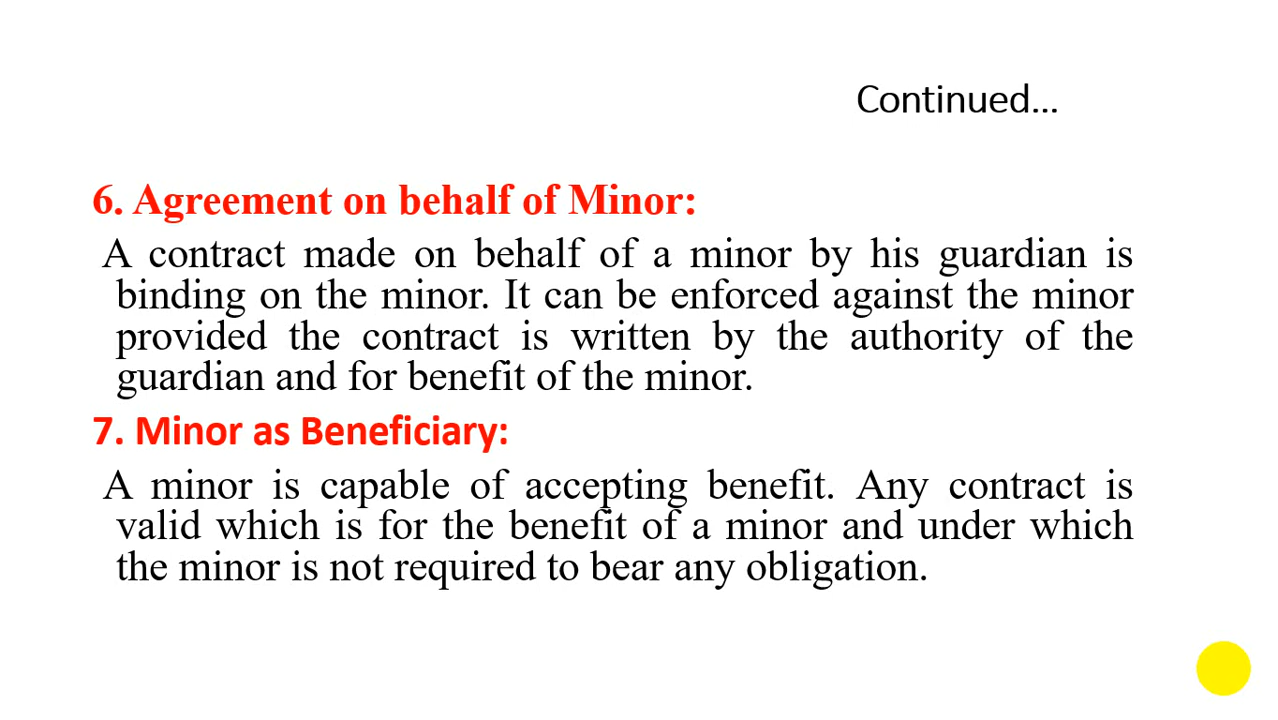 Continued...
6. Agreement on behalf of Minor:
A contract made on behalf of a minor by his guardian is
binding on the minor. It can be enforced against the minor
provided the contract is written by the authority of the
guardian and for benefit of the minor.
7. Minor as Beneficiary:
A minor is capable of accepting benefit. Any contract is
valid which is for the benefit of a minor and under which
the minor is not required to bear any obligation.